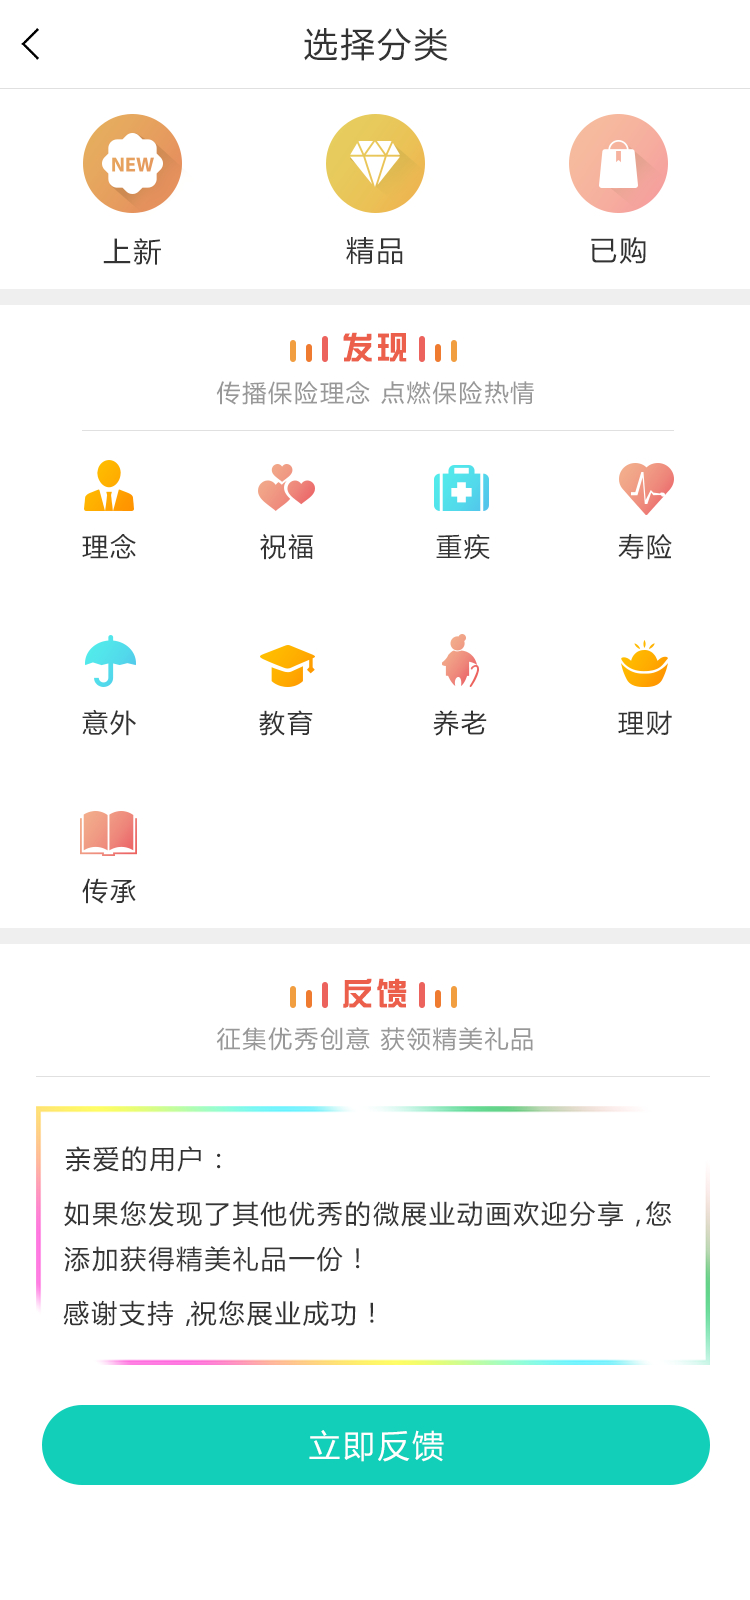 选择分类
NEW
上新 精品 已购
发现
传播保险理念 点燃保险热情
理念 祝福 重疾 寿险
意外 教育 养老 理财
传承
反馈
征集优秀创意 获领精美礼品
亲爱的用户：
如果您发现了其他优秀的微展业动画欢迎分享 ,您
添加获得精美礼品一份！
感谢支持 ,祝您展业成功！
立即反馈